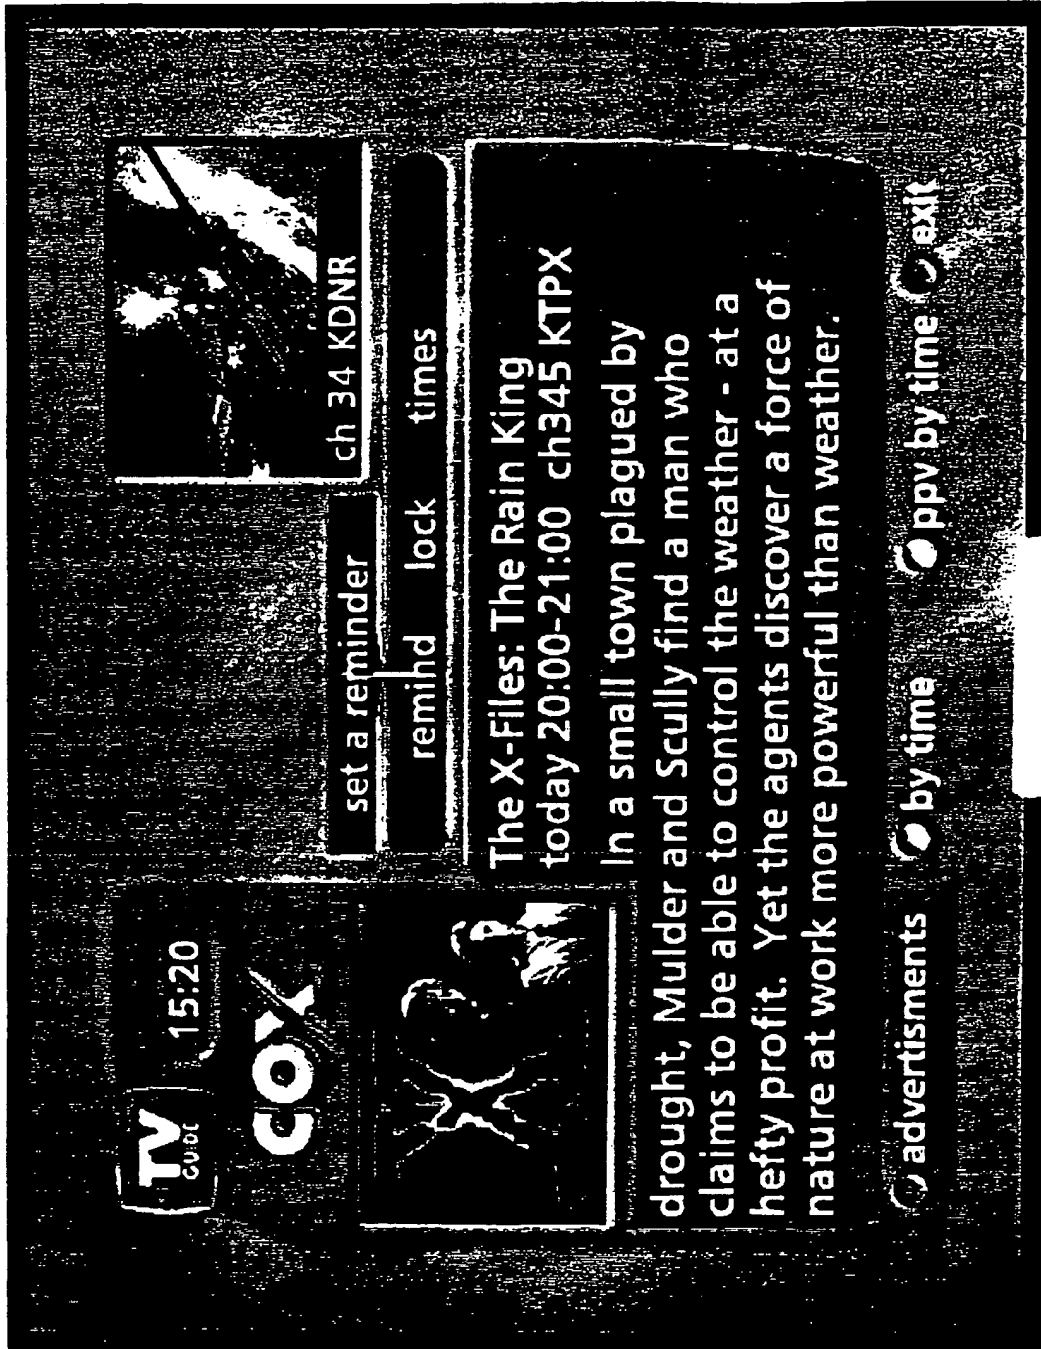 TV
GUIDE
15:20
COX
set a reminder
ch 34 KDNR
remind lock times
The X-Files: The Rain King
today 20:00-21:00 ch345 KTPX
In a small town plagued by
drought, Mulder and Scully find a man who
claims to be able to control the weather - at a
hefty profit. Yet the agents discover a force of
nature at work more powerful than weather.
advertisments by time ppv by time exit